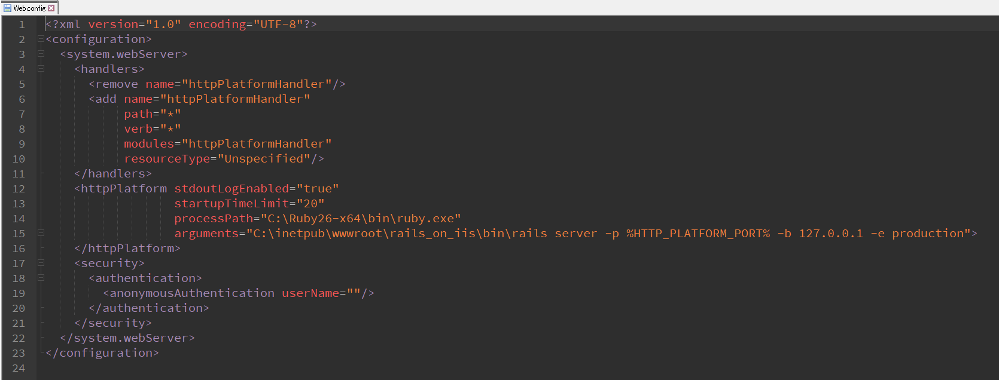 Web.config
1 <?xml version="1.0" encoding="UTF-8"?>
2 <configuration>
3   <system.webServer>
4     <handlers>
5       <remove name="httpPlatformHandler"/>
6       <add name="httpPlatformHandler"
7            path="*"
8            verb="*"
9            modules="httpPlatformHandler"
10            resourceType="Unspecified"/>
11     </handlers>
12     <httpPlatform stdoutLogEnabled="true"
13                   startupTimeLimit="20"
14                   processPath="C:\Ruby26-x64\bin\ruby.exe"
15                   arguments="C:\inetpub\wwwroot\rails_on_iis\bin\rails server -p %HTTP_PLATFORM_PORT% -b 127.0.0.1 -e production">
16     </httpPlatform>
17     <security>
18       <authentication>
19         <anonymousAuthentication userName=""/>
20       </authentication>
21     </security>
22   </system.webServer>
23 </configuration>
24